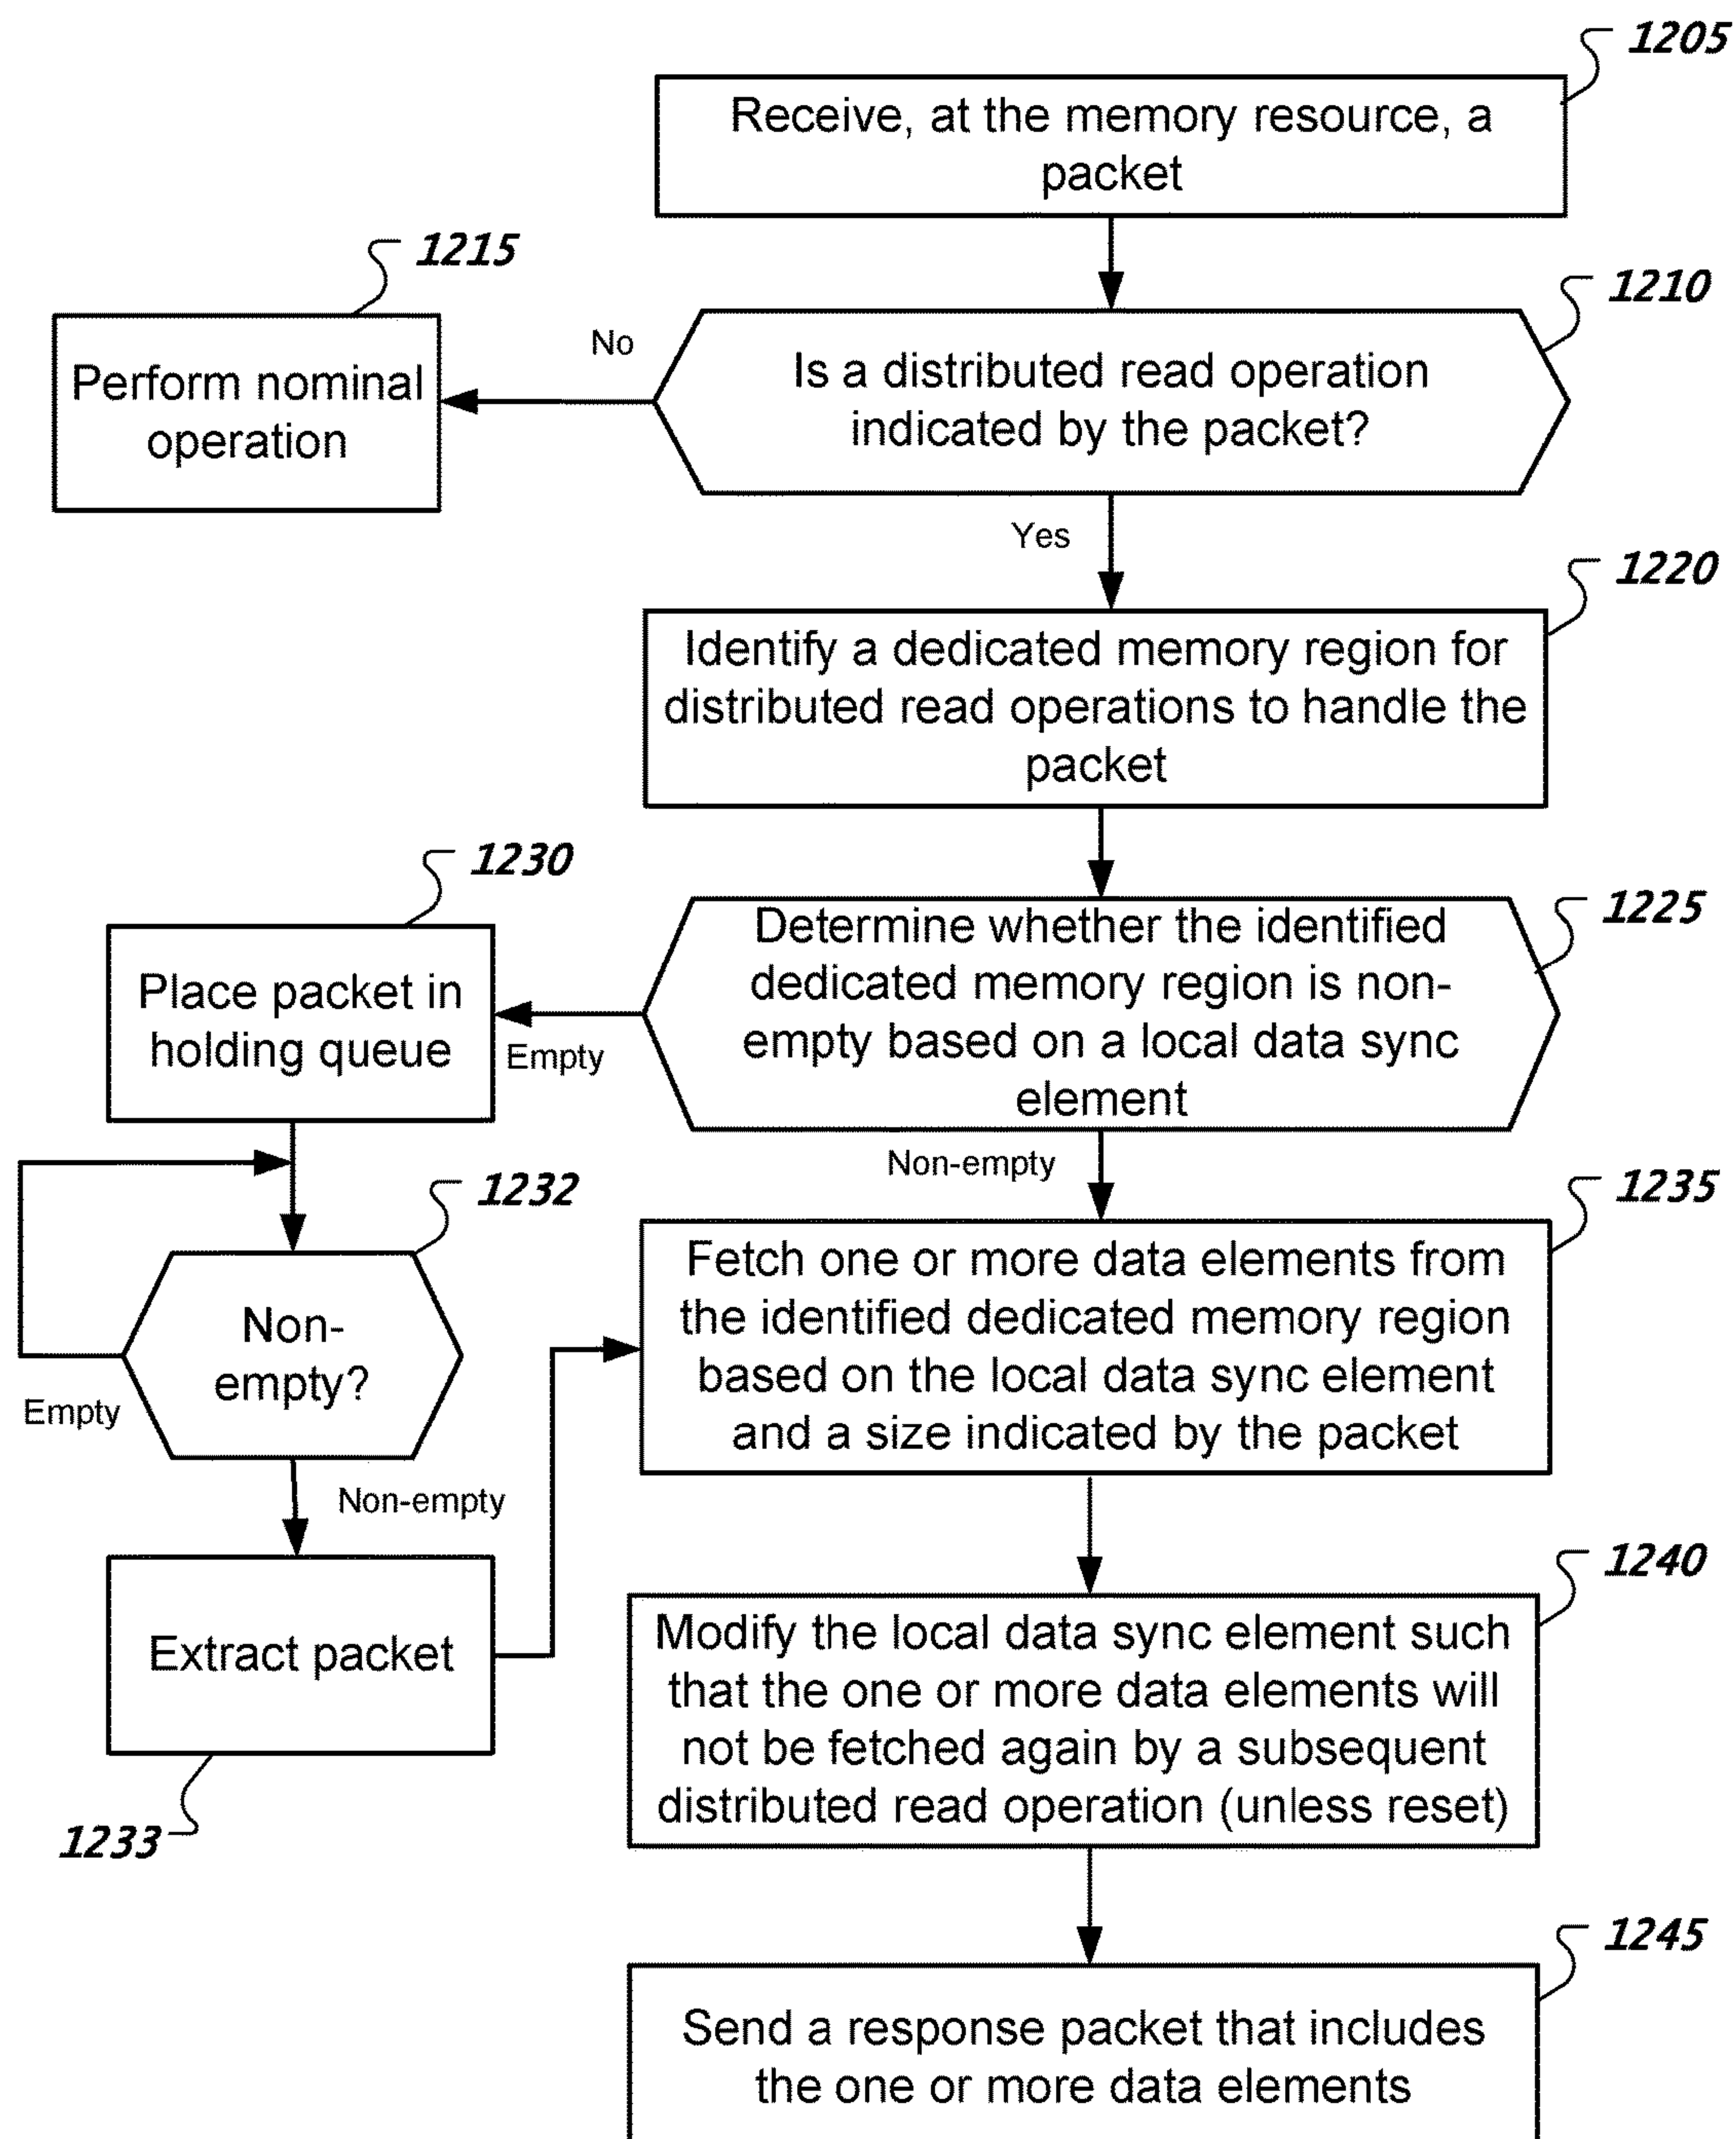 1205
Receive, at the memory resource, a
packet
1215
1210
Perform nominal
operation
No
Is a distributed read operation
indicated by the packet?
Yes
1220
Identify a dedicated memory region for
distributed read operations to handle the
packet
1230
1225
Place packet in
holding queue
Empty
Determine whether the identified
dedicated memory region is non-
empty based on a local data sync
element
Non-empty
1232
1235
Non-
empty?
Empty
Non-empty
Fetch one or more data elements from
the identified dedicated memory region
based on the local data sync element
and a size indicated by the packet
Extract packet
1233
1240
Modify the local data sync element such
that the one or more data elements will
not be fetched again by a subsequent
distributed read operation (unless reset)
1245
Send a response packet that includes
the one or more data elements